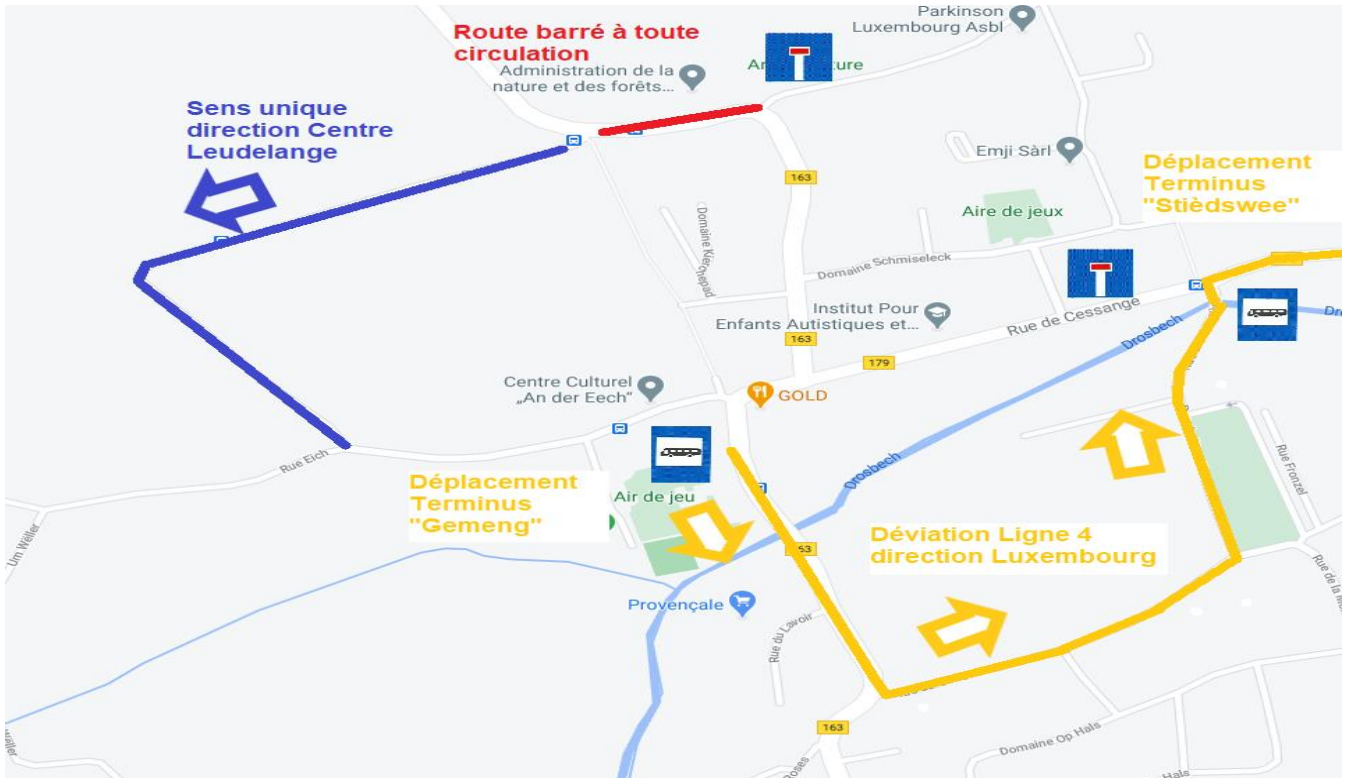 Parkinson
Luxembourg Asbl
Route barré à toute
circulation
Administration de la
nature et des forêts...
Sens unique
direction Centre
Leudelange
Emji Sàrl
Déplacement
Terminus
"Stièdswee"
163
Aire de jeux
Domaine Schmiseleck
Institut Pour
Enfants Autistiques et...
Rue de Cessange
Drosbech
163
179
Centre Culturel
„An der Eech"
GOLD
Rue Eich
Drosbech
Rue Fronzel
Déplacement
Terminus
"Gemeng"
Air de jeu
Um Wäller
Déviation Ligne 4
direction Luxembourg
Provençale
Rue du Lavoir
163
Domaine Op Hals